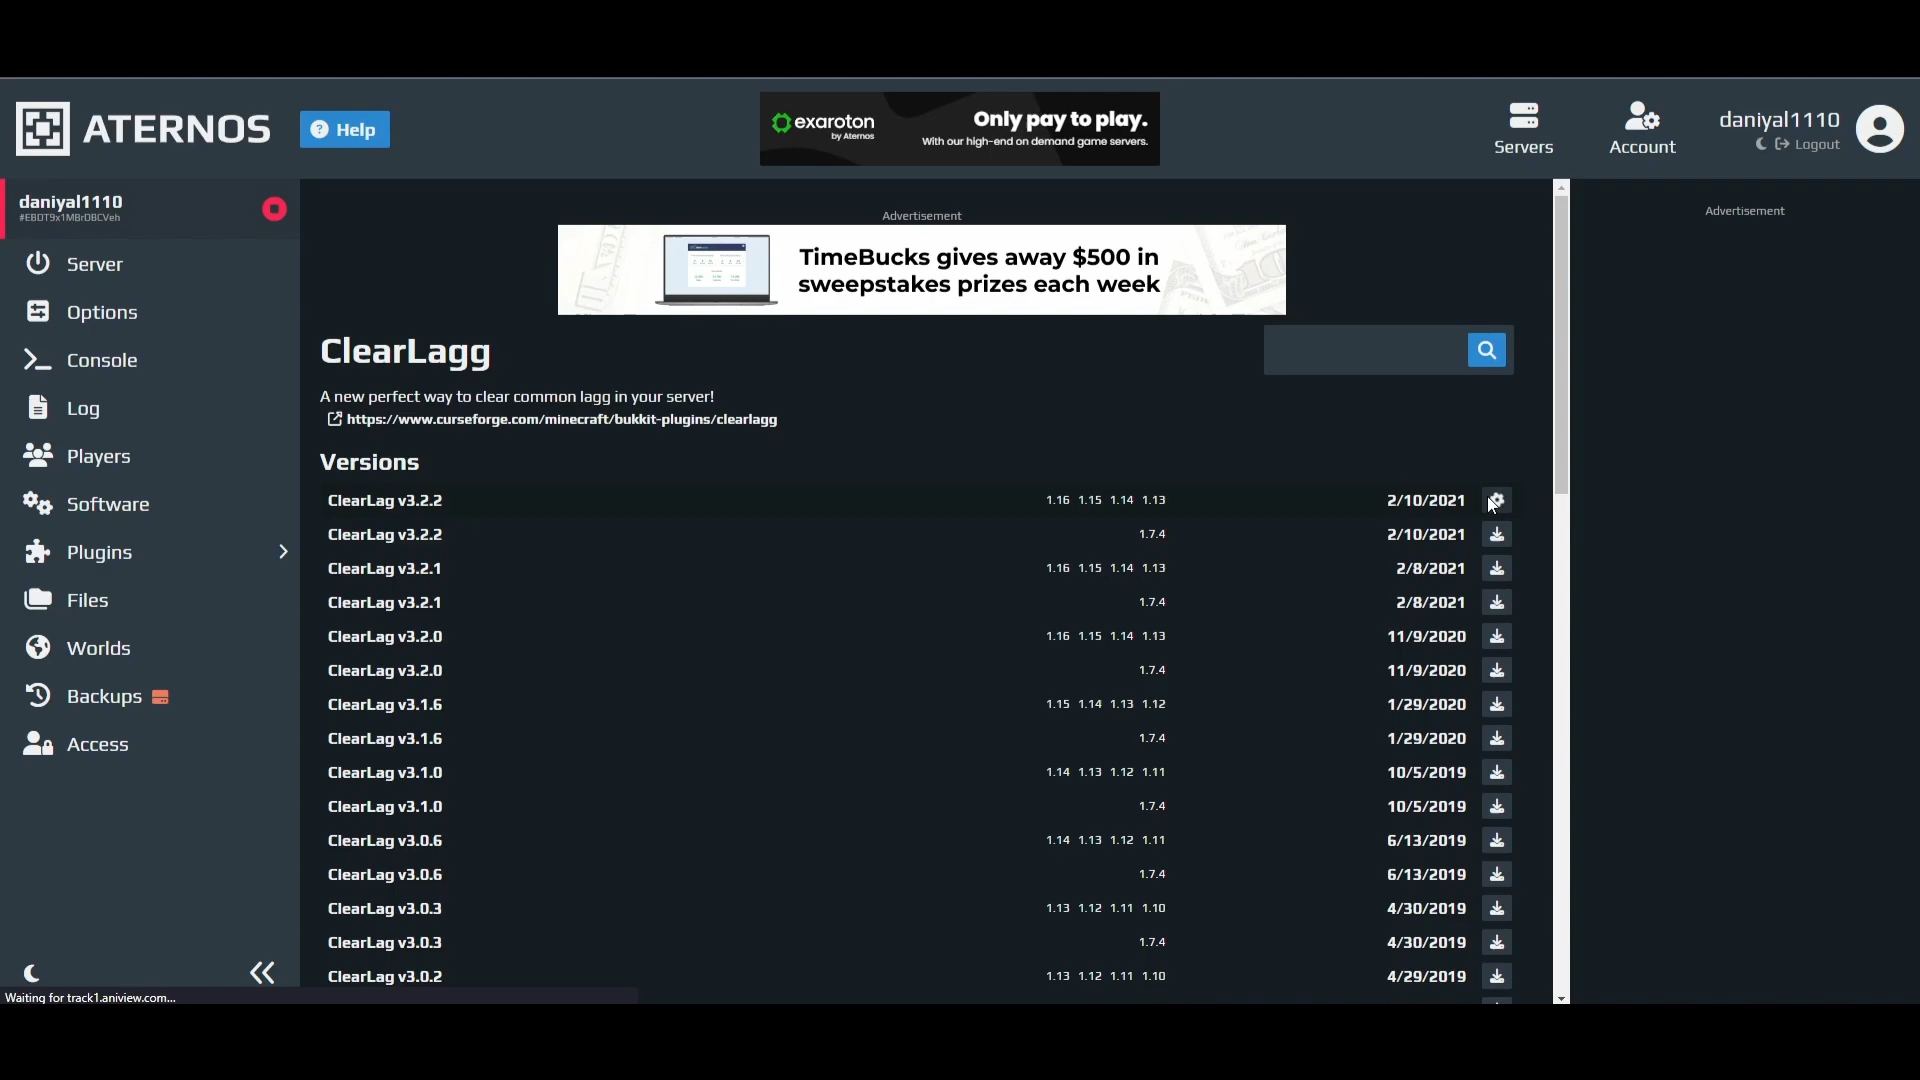 ATERNOS
Help
exaroton
by Aternos
Only pay to play.
With our high-end on demand game servers.
Servers
Account
daniyal1110
Logout
daniyal1110
#EBDT9x1MBrDBCVeh
Server
Options
Console
Log
Players
Software
Plugins
Files
Worlds
Backups
Access
Advertisement
TimeBucks gives away $500 in
sweepstakes prizes each week
Advertisement
ClearLagg
A new perfect way to clear common lagg in your server!
https://www.curseforge.com/minecraft/bukkit-plugins/clearlagg
Versions
ClearLag v3.2.2 1.16 1.15 1.14 1.13 2/10/2021
ClearLag v3.2.2 1.7.4 2/10/2021
ClearLag v3.2.1 1.16 1.15 1.14 1.13 2/8/2021
ClearLag v3.2.1 1.7.4 2/8/2021
ClearLag v3.2.0 1.16 1.15 1.14 1.13 11/9/2020
ClearLag v3.2.0 1.7.4 11/9/2020
ClearLag v3.1.6 1.15 1.14 1.13 1.12 1/29/2020
ClearLag v3.1.6 1.7.4 1/29/2020
ClearLag v3.1.0 1.14 1.13 1.12 1.11 10/5/2019
ClearLag v3.1.0 1.7.4 10/5/2019
ClearLag v3.0.6 1.14 1.13 1.12 1.11 6/13/2019
ClearLag v3.0.6 1.7.4 6/13/2019
ClearLag v3.0.3 1.13 1.12 1.11 1.10 4/30/2019
ClearLag v3.0.3 1.7.4 4/30/2019
ClearLag v3.0.2 1.13 1.12 1.11 1.10 4/29/2019
Waiting for track1.aniview.com...